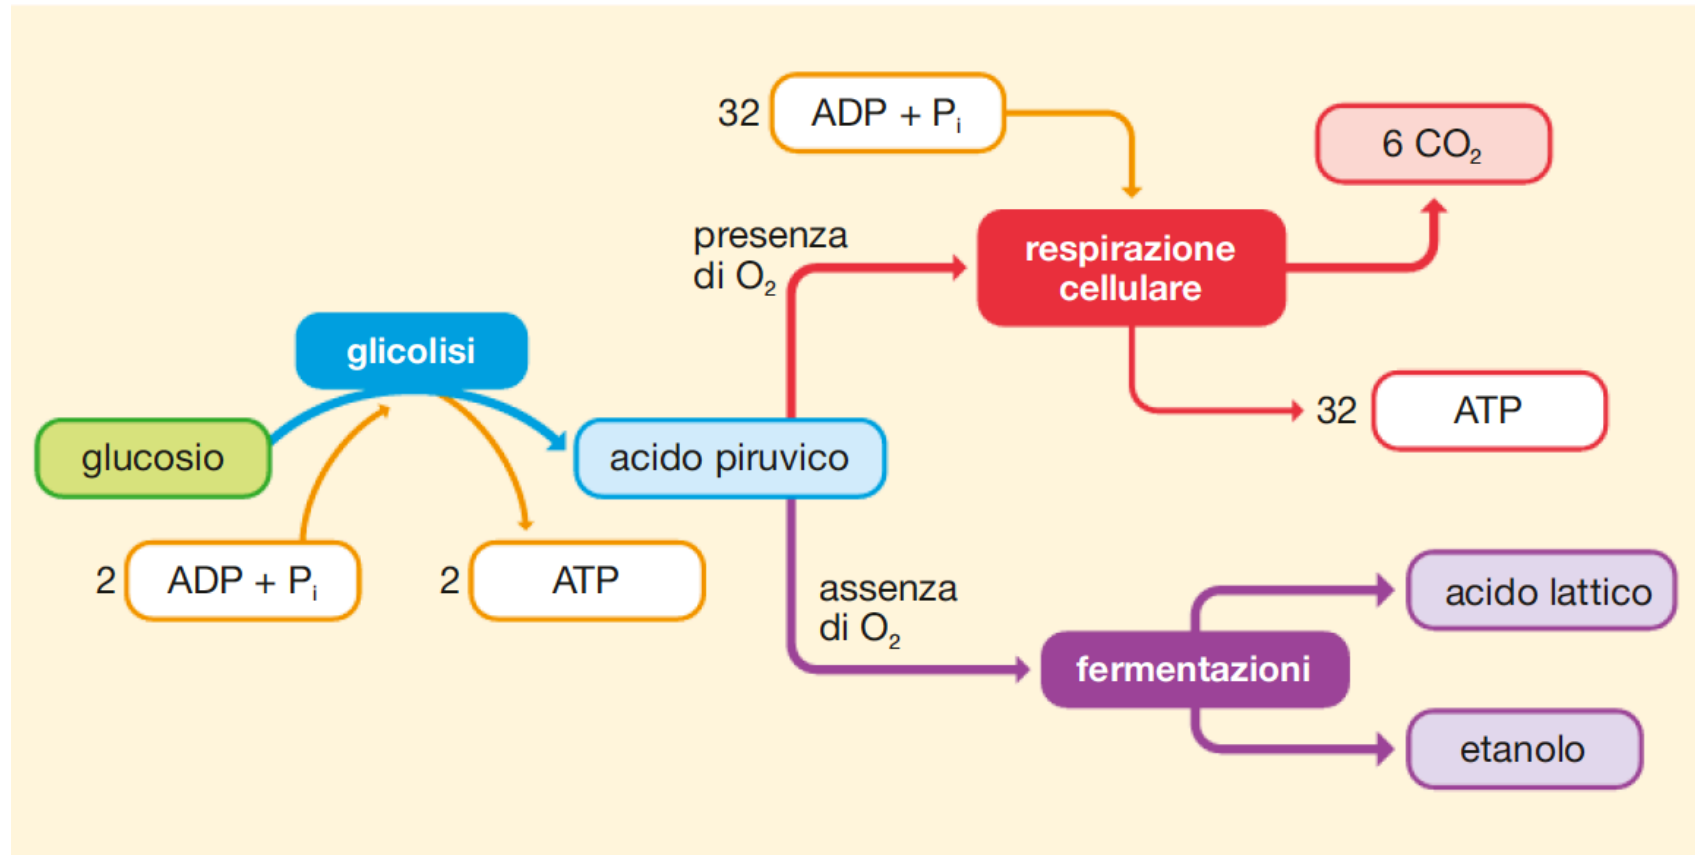 32 ADP + Pi
6 CO2
presenza
di O2
respirazione
cellulare
glicolisi
32 ATP
glucosio
acido piruvico
2 ADP + Pi
2 ATP
assenza
di O2
acido lattico
fermentazioni
etanolo